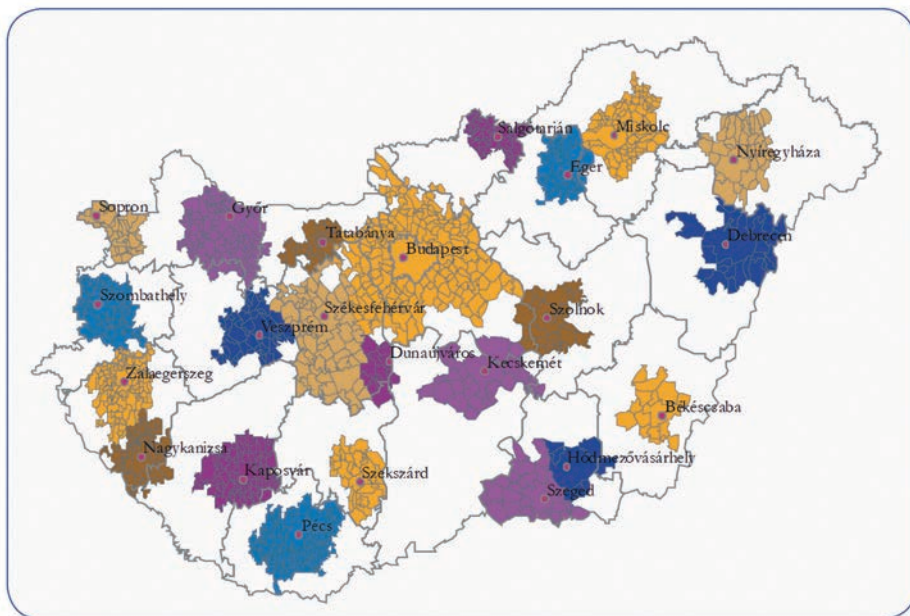 Salgótarján
Miskolc
Nyíregyháza
Eger
Sopron
Győr
Tatabánya
Budapest
Debrecen
Szombathely
Székesfehérvár
Veszprém
Szolnok
Dunaújváros
Kecskemét
Zalaegerszeg
Békéscsaba
Nagykanizsa
Kaposvár
Szekszárd
Hódmezővásárhely
Szeged
Pécs